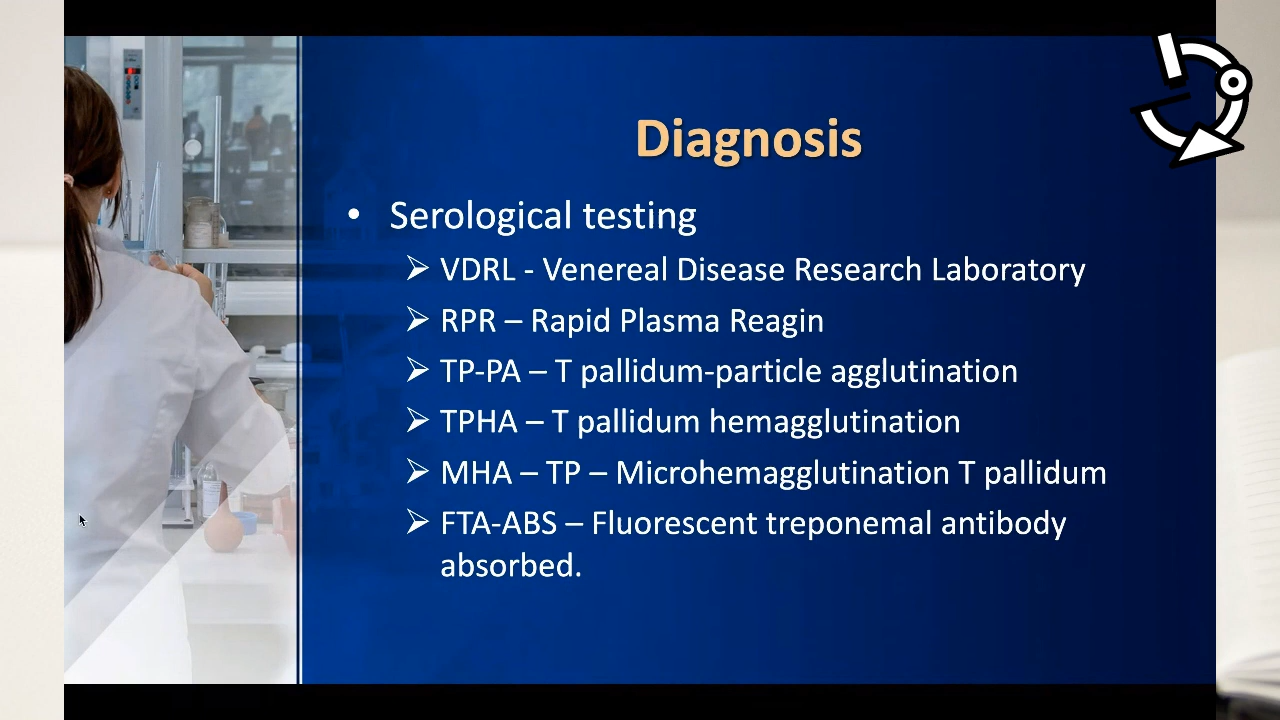 Diagnosis
• Serological testing
➢ VDRL - Venereal Disease Research Laboratory
➢ RPR – Rapid Plasma Reagin
➢ TP-PA – T pallidum-particle agglutination
➢ TPHA – T pallidum hemagglutination
➢ MHA – TP – Microhemagglutination T pallidum
➢ FTA-ABS – Fluorescent treponemal antibody
absorbed.